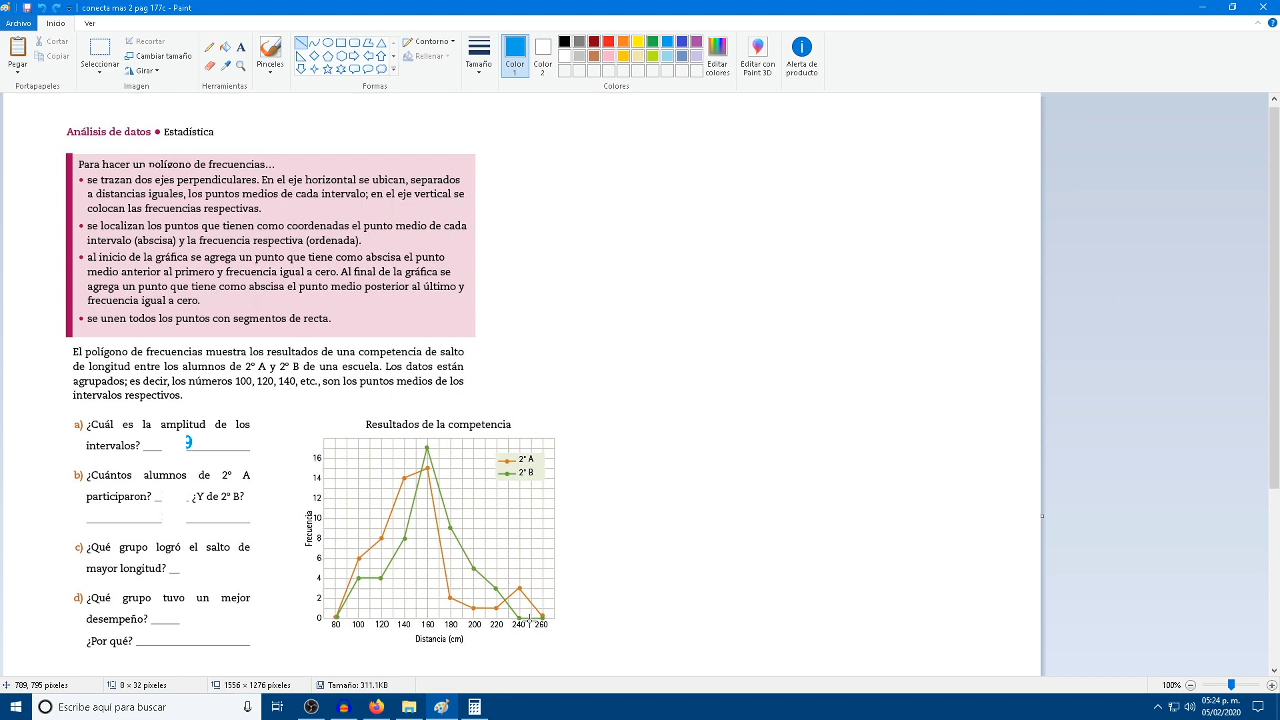 conecta mas 2 pag 177c - Paint
Archivo Inicio Ver
Pegar
Cortar
Copiar
Portapapeles
Seleccionar
Recortar
Cambiar tamaño
Girar
Imagen
A
Herramientas
Pinceles
Contorno
Rellenar
Formas
Tamaño
Color 1
Color 2
Editar colores
Colores
Editar con Paint 3D
Alerta de producto
Análisis de datos • Estadística
Para hacer un polígono de frecuencias...
• se trazan dos ejes perpendiculares. En el eje horizontal se ubican, separados
a distancias iguales, los puntos medios de cada intervalo; en el eje vertical se
colocan las frecuencias respectivas.
• se localizan los puntos que tienen como coordenadas el punto medio de cada
intervalo (abscisa) y la frecuencia respectiva (ordenada).
• al inicio de la gráfica se agrega un punto que tiene como abscisa el punto
medio anterior al primero y frecuencia igual a cero. Al final de la gráfica se
agrega un punto que tiene como abscisa el punto medio posterior al último y
frecuencia igual a cero.
• se unen todos los puntos con segmentos de recta.
El polígono de frecuencias muestra los resultados de una competencia de salto
de longitud entre los alumnos de 2º A y 2º B de una escuela. Los datos están
agrupados; es decir, los números 100, 120, 140, etc., son los puntos medios de los
intervalos respectivos.
a) ¿Cuál es la amplitud de los
intervalos? 9
b) ¿Cuántos alumnos de 2º A
participaron? ¿Y de 2º B?
c) ¿Qué grupo logró el salto de
mayor longitud?
d) ¿Qué grupo tuvo un mejor
desempeño?
¿Por qué?
Resultados de la competencia
2° A
2° B
Frecuencia
16
14
12
10
8
6
4
2
0
80 100 120 140 160 180 200 220 240 260
Distancia (cm)
789, 795 píxeles
8 × 32 píxeles
1556 × 1276 píxeles
Tamaño: 311.1KB
100%
Escribe aquí para buscar
05:24 p. m.
05/02/2020